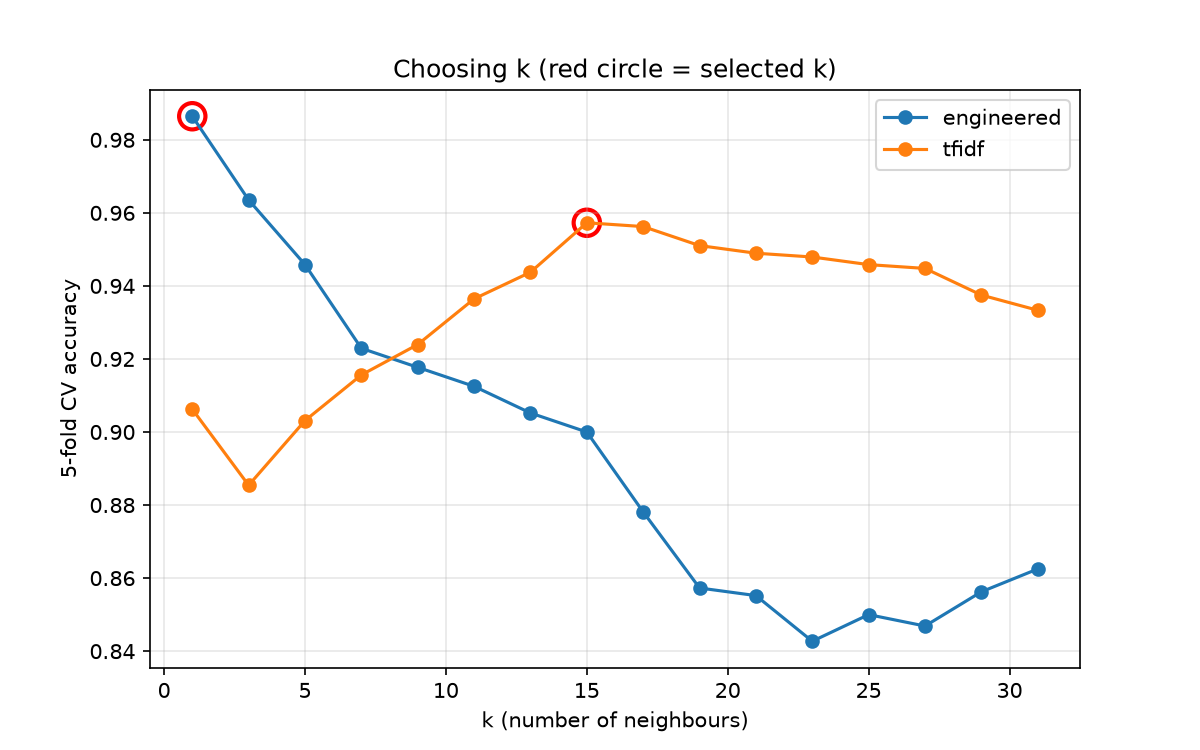 Choosing k (red circle = selected k)
engineered
tfidf
5-fold CV accuracy
0.98
0.96
0.94
0.92
0.90
0.88
0.86
0.84
0 5 10 15 20 25 30
k (number of neighbours)